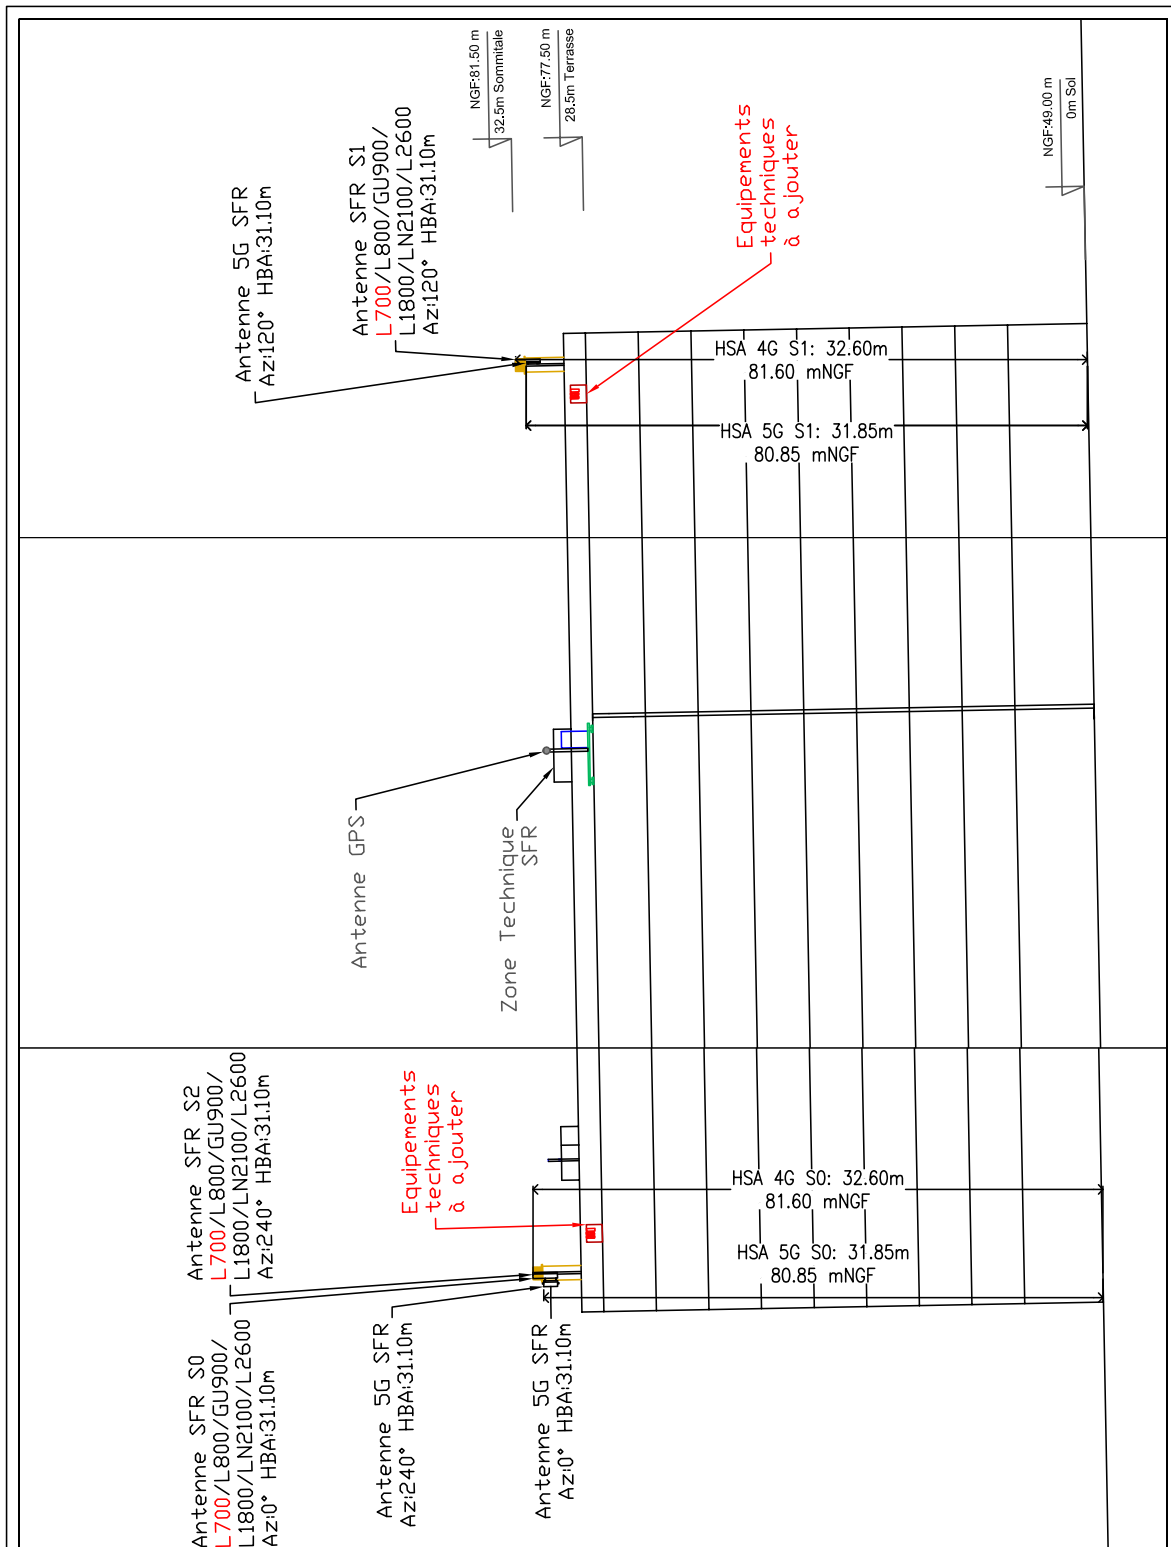 Antenne SFR S0
L700/L800/GU900/
L1800/LN2100/L2600
Az:0° HBA:31.10m
Antenne SFR S2
L700/L800/GU900/
L1800/LN2100/L2600
Az:240° HBA:31.10m
Antenne 5G SFR
Az:240° HBA:31.10m
Antenne 5G SFR
Az:0° HBA:31.10m
Equipements
techniques
à ajouter
HSA 4G S0: 32.60m
81.60 mNGF
HSA 5G S0: 31.85m
80.85 mNGF
Antenne GPS
Zone Technique
SFR
Antenne 5G SFR
Az:120° HBA:31.10m
Antenne SFR S1
L700/L800/GU900/
L1800/LN2100/L2600
Az:120° HBA:31.10m
NGF:81.50 m
32.5m Sommitale
NGF:77.50 m
28.5m Terrasse
Equipements
techniques
à ajouter
HSA 4G S1: 32.60m
81.60 mNGF
HSA 5G S1: 31.85m
80.85 mNGF
NGF:49.00 m
0m Sol